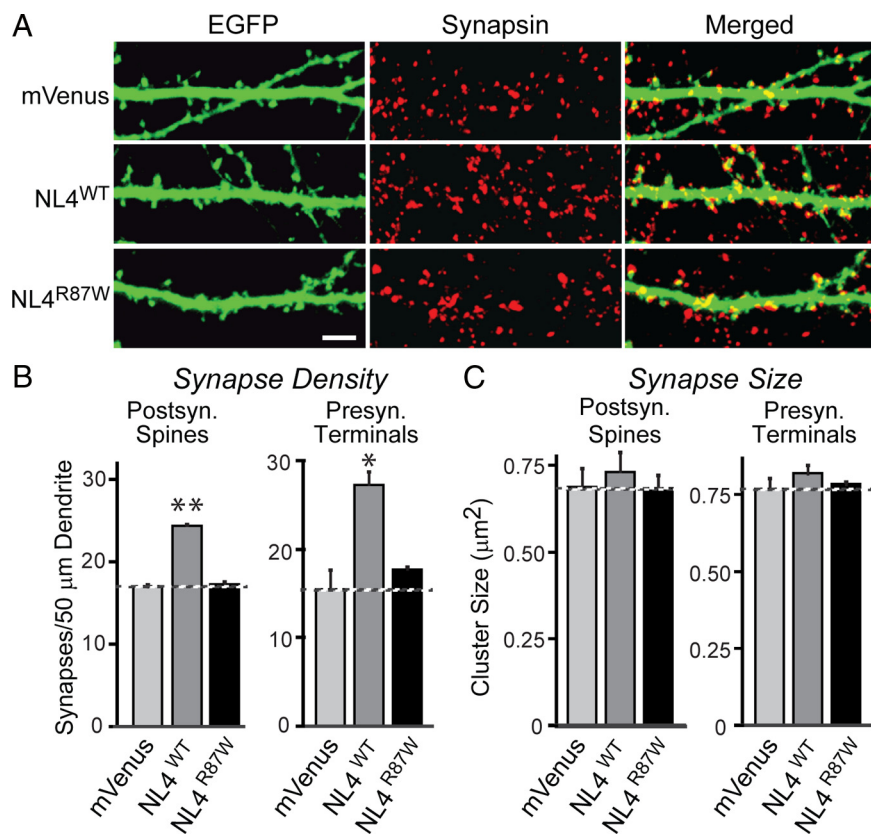 A
EGFP
Synapsin
Merged
mVenus
NL4WT
NL4R87W
B
Synapse Density
Postsyn.
Spines
Presyn.
Terminals
Synapses/50 μm Dendrite
30
20
10
0
**
mVenus
NL4 WT
NL4 R87W
30
20
10
0
*
mVenus
NL4 WT
NL4 R87W
C
Synapse Size
Postsyn.
Spines
Presyn.
Terminals
Cluster Size (μm2)
0.75
0.50
0.25
0
mVenus
NL4 WT
NL4 R87W
0.75
0.50
0.25
0
mVenus
NL4 WT
NL4 R87W